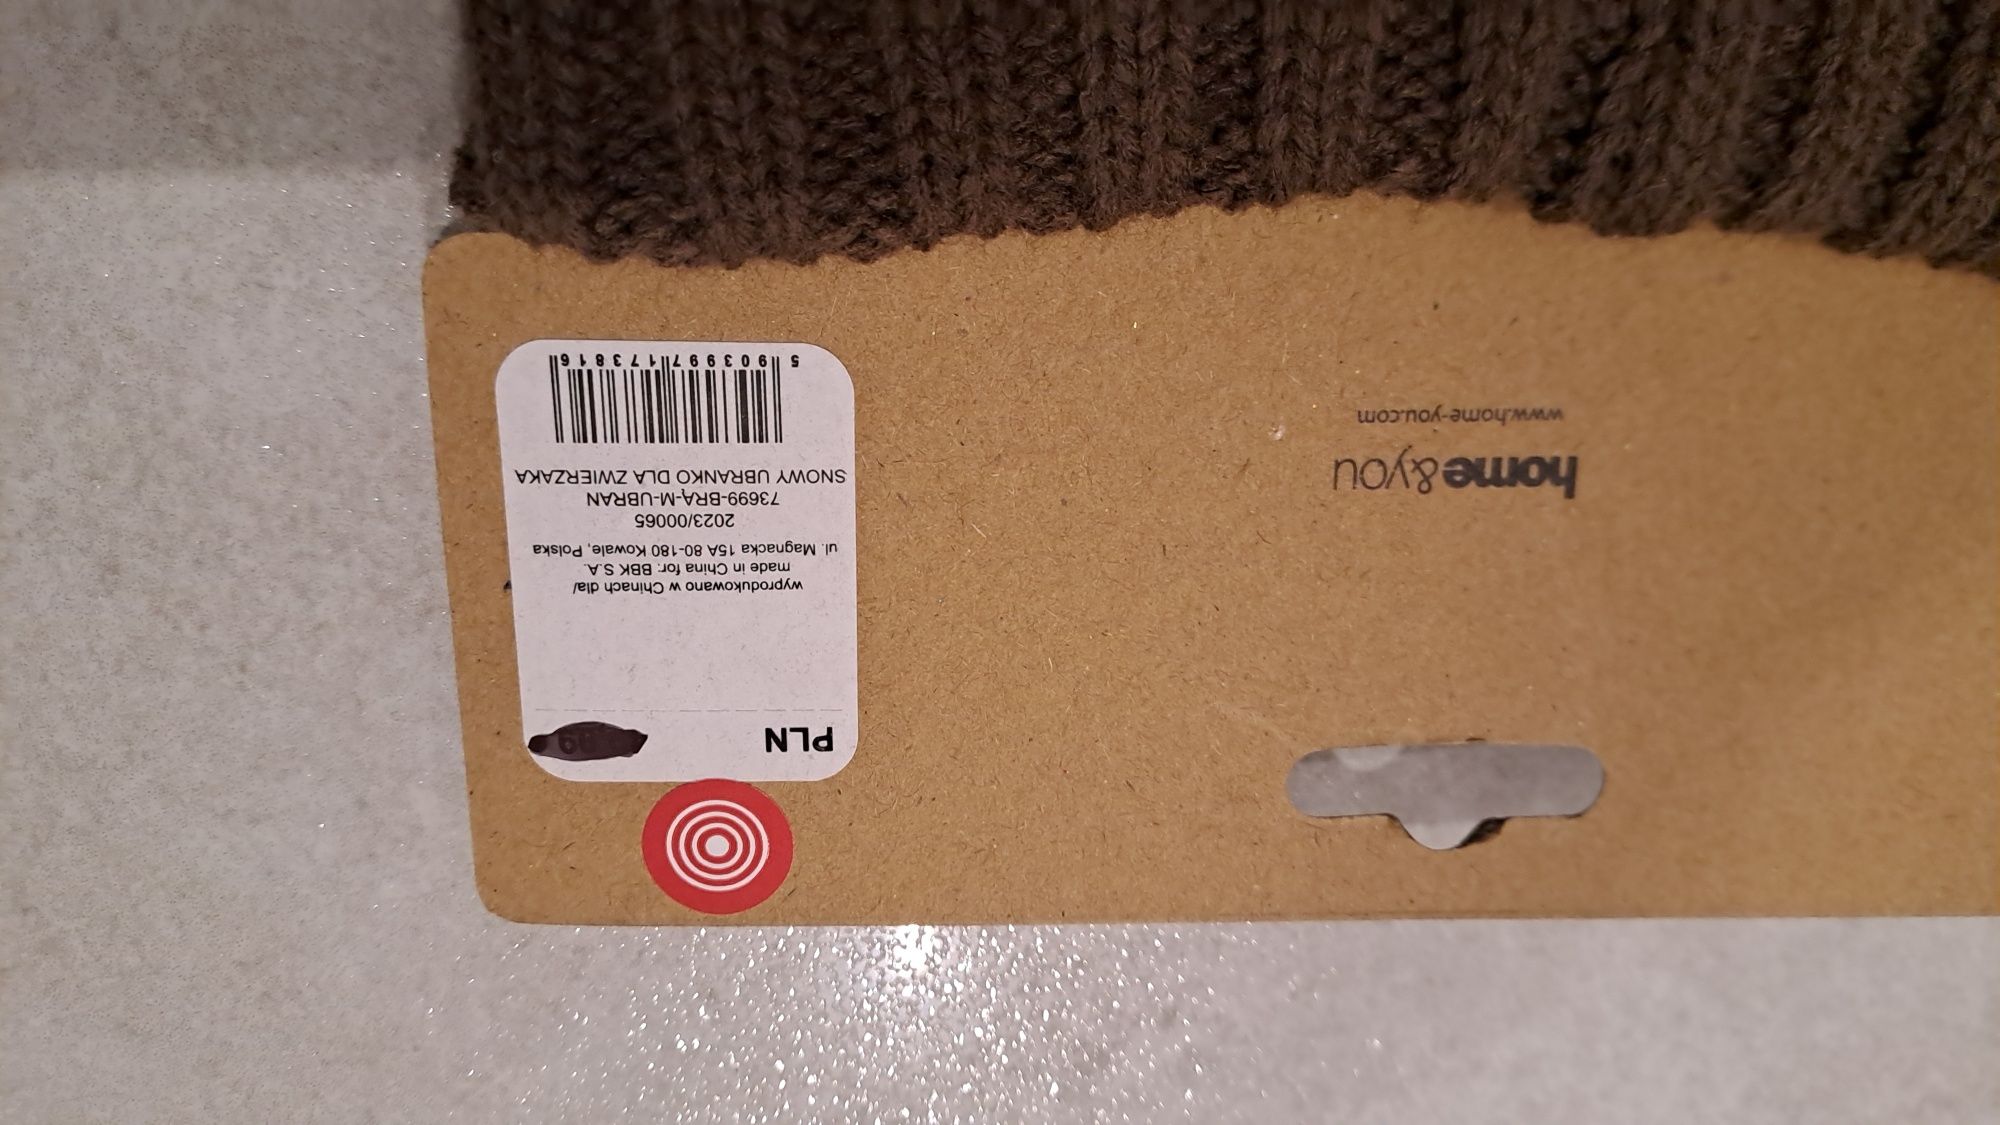 5 903997 173816
SNOWY UBRANKO DLA ZWIERZAKA
73699-BRĄ-M-UBRAN
2023/00065
ul. Magnacka 15A 80-180 Kowale, Polska
made in China for: BBK S.A.
wyprodukowano w Chinach dla/
PLN
www.home-you.com
home&you